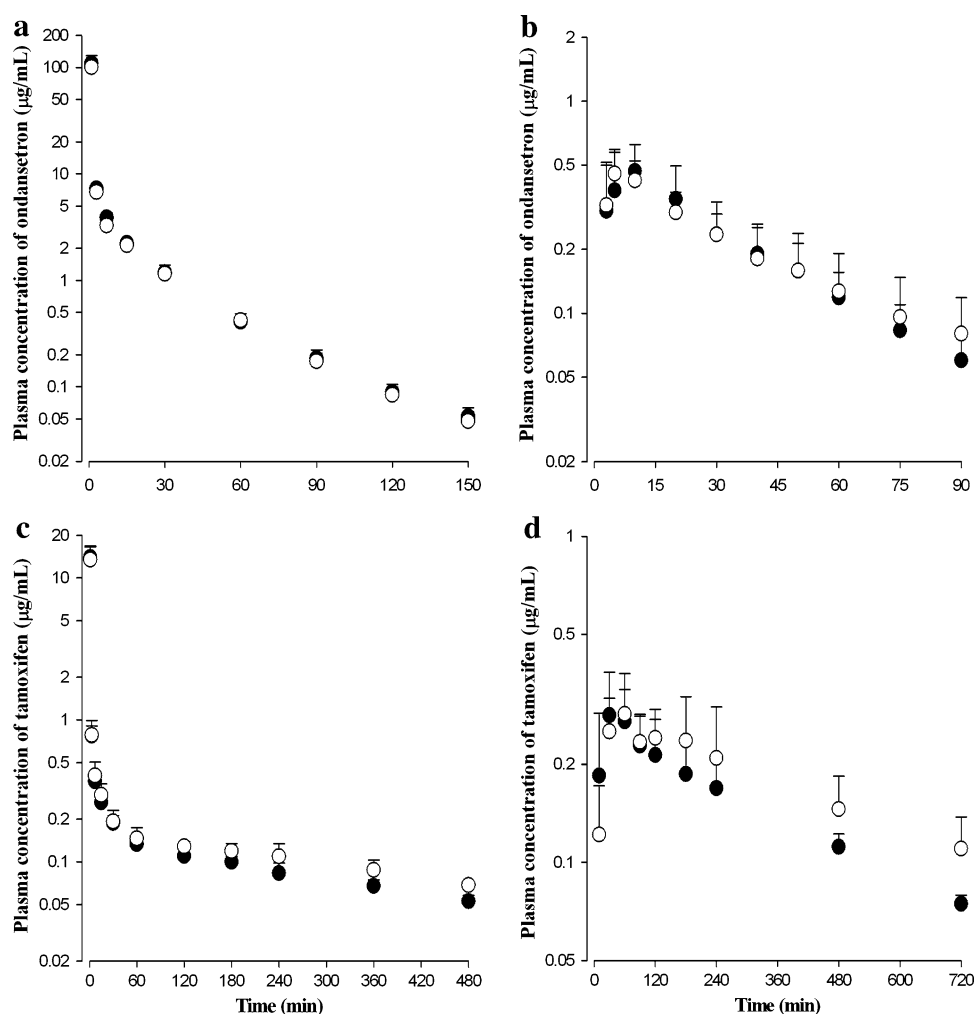 a
Plasma concentration of ondansetron (μg/mL)
200
100
50
20
10
5
2
1
0.5
0.2
0.1
0.05
0.02
0 30 60 90 120 150
b
Plasma concentration of ondansetron (μg/mL)
2
1
0.5
0.2
0.1
0.05
0.02
0 15 30 45 60 75 90
c
Plasma concentration of tamoxifen (μg/mL)
20
10
5
2
1
0.5
0.2
0.1
0.05
0.02
0 60 120 180 240 300 360 420 480
Time (min)
d
Plasma concentration of tamoxifen (μg/mL)
1
0.5
0.2
0.1
0.05
0 120 240 360 480 600 720
Time (min)